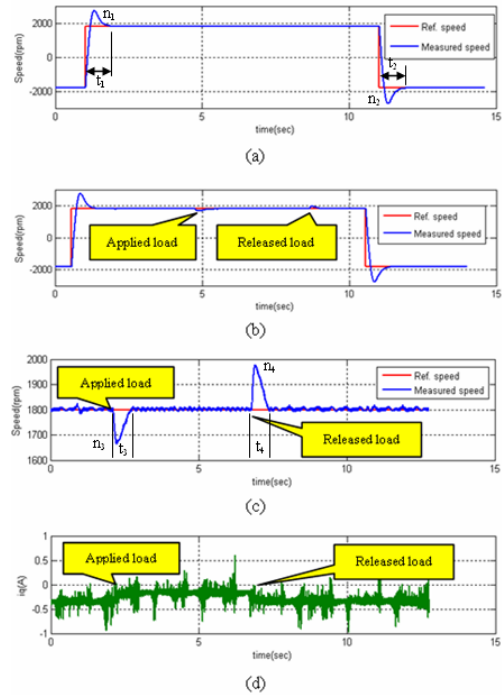 2000
0
-2000
Speed(rpm)
n1
t1
t2
n2
Ref. speed
Measured speed
0
5
10
15
time(sec)
(a)
2000
0
-2000
Speed(rpm)
Applied load
Released load
Ref. speed
Measured speed
0
5
10
15
time(sec)
(b)
2000
1900
1800
1700
1600
Speed(rpm)
Applied load
n3
t3
n4
t4
Released load
Ref. speed
Measured speed
0
5
10
15
time(sec)
(c)
1
0.5
0
-0.5
-1
iq(A)
Applied load
Released load
0
5
10
15
time(sec)
(d)